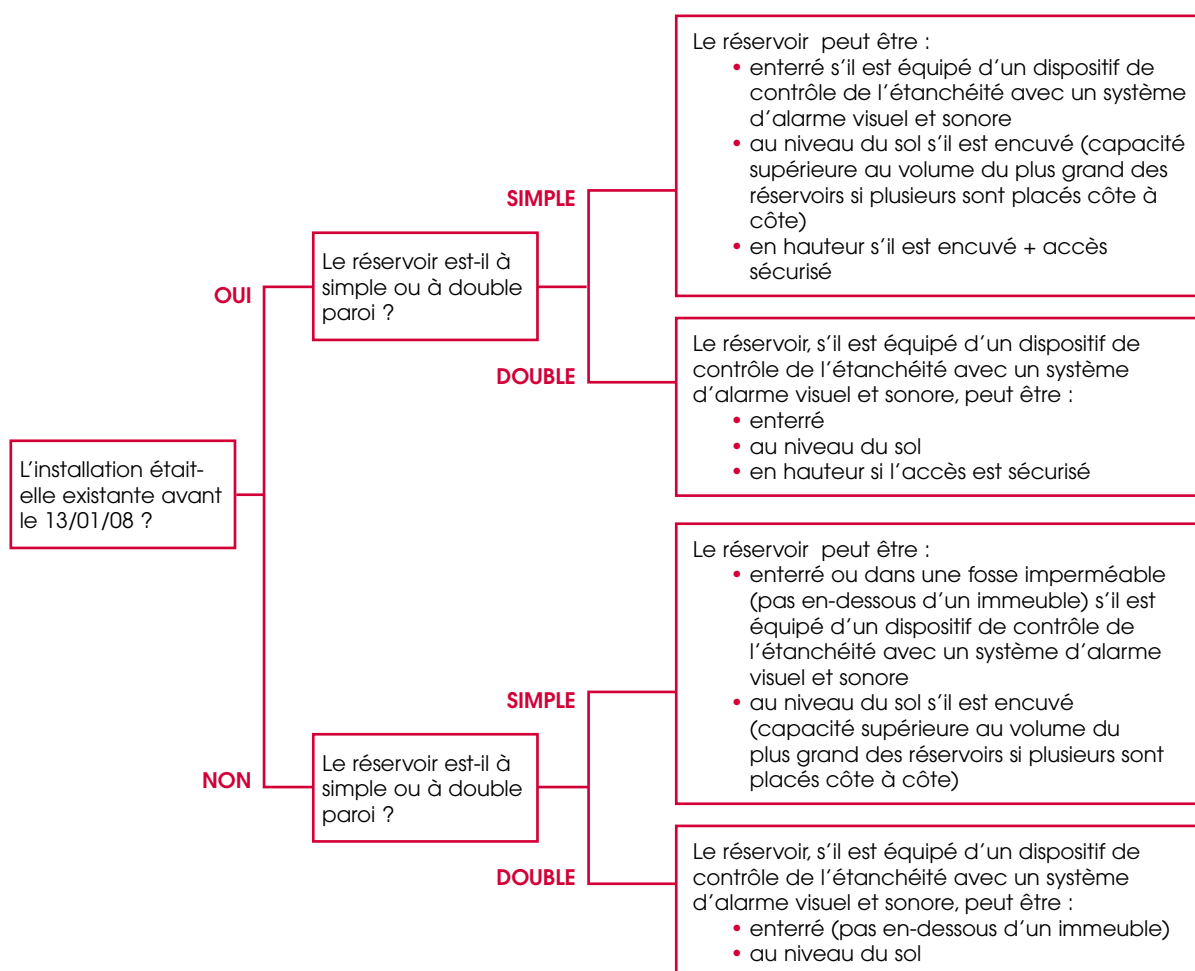 L'installation était-
elle existante avant
le 13/01/08 ?
OUI
Le réservoir est-il à
simple ou à double
paroi ?
SIMPLE
Le réservoir  peut être :
• enterré s'il est équipé d'un dispositif de
contrôle de l'étanchéité avec un système
d'alarme visuel et sonore
• au niveau du sol s'il est encuvé (capacité
supérieure au volume du plus grand des
réservoirs si plusieurs sont placés côte à
côte)
• en hauteur s'il est encuvé + accès
sécurisé
DOUBLE
Le réservoir, s'il est équipé d'un dispositif de
contrôle de l'étanchéité avec un système
d'alarme visuel et sonore, peut être :
• enterré
• au niveau du sol
• en hauteur si l'accès est sécurisé
NON
Le réservoir est-il à
simple ou à double
paroi ?
SIMPLE
Le réservoir  peut être :
• enterré ou dans une fosse imperméable
(pas en-dessous d'un immeuble) s'il est
équipé d'un dispositif de contrôle de
l'étanchéité avec un système d'alarme
visuel et sonore
• au niveau du sol s'il est encuvé
(capacité supérieure au volume du
plus grand des réservoirs si plusieurs sont
placés côte à côte)
DOUBLE
Le réservoir, s'il est équipé d'un dispositif de
contrôle de l'étanchéité avec un système
d'alarme visuel et sonore, peut être :
• enterré (pas en-dessous d'un immeuble)
• au niveau du sol